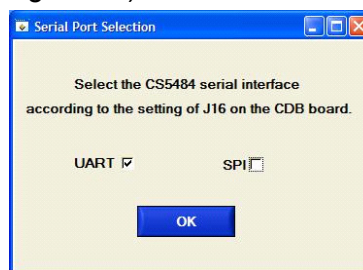 Serial Port Selection
Select the CS5484 serial interface
according to the setting of J16 on the CDB board.
UART SPI
OK